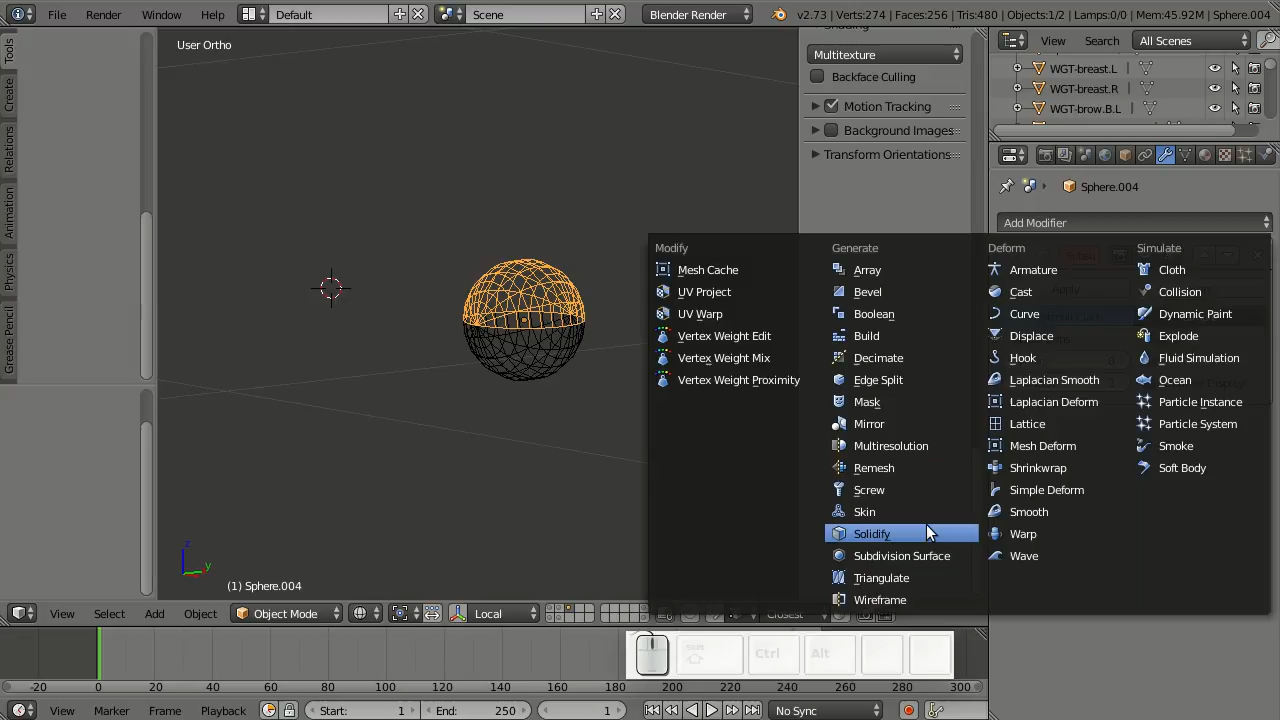 File Render Window Help Default Scene Blender Render v2.73 | Verts:274 | Faces:256 | Tris:480 | Objects:1/2 | Lamps:0/0 | Mem:45.92M | Sphere.004
Tools
Create
Relations
Animation
Physics
Grease Pencil
User Ortho
Multitexture
Backface Culling
Motion Tracking
Background Images
Transform Orientations
View Search All Scenes
WGT-breast.L
WGT-breast.R
WGT-brow.B.L
Sphere.004
Add Modifier
Modify
Mesh Cache
UV Project
UV Warp
Vertex Weight Edit
Vertex Weight Mix
Vertex Weight Proximity
Generate
Array
Bevel
Boolean
Build
Decimate
Edge Split
Mask
Mirror
Multiresolution
Remesh
Screw
Skin
Solidify
Subdivision Surface
Triangulate
Wireframe
Deform
Armature
Cast
Curve
Displace
Hook
Laplacian Smooth
Laplacian Deform
Lattice
Mesh Deform
Shrinkwrap
Simple Deform
Smooth
Warp
Wave
Simulate
Cloth
Collision
Dynamic Paint
Explode
Fluid Simulation
Ocean
Particle Instance
Particle System
Smoke
Soft Body
z
y
(1) Sphere.004
View Select Add Object Object Mode Local Closest
Ctrl Alt
-20 0 20 40 60 80 100 120 140 160 180 200 220 240 260 280 300
View Marker Frame Playback Start: 1 End: 250 1 No Sync